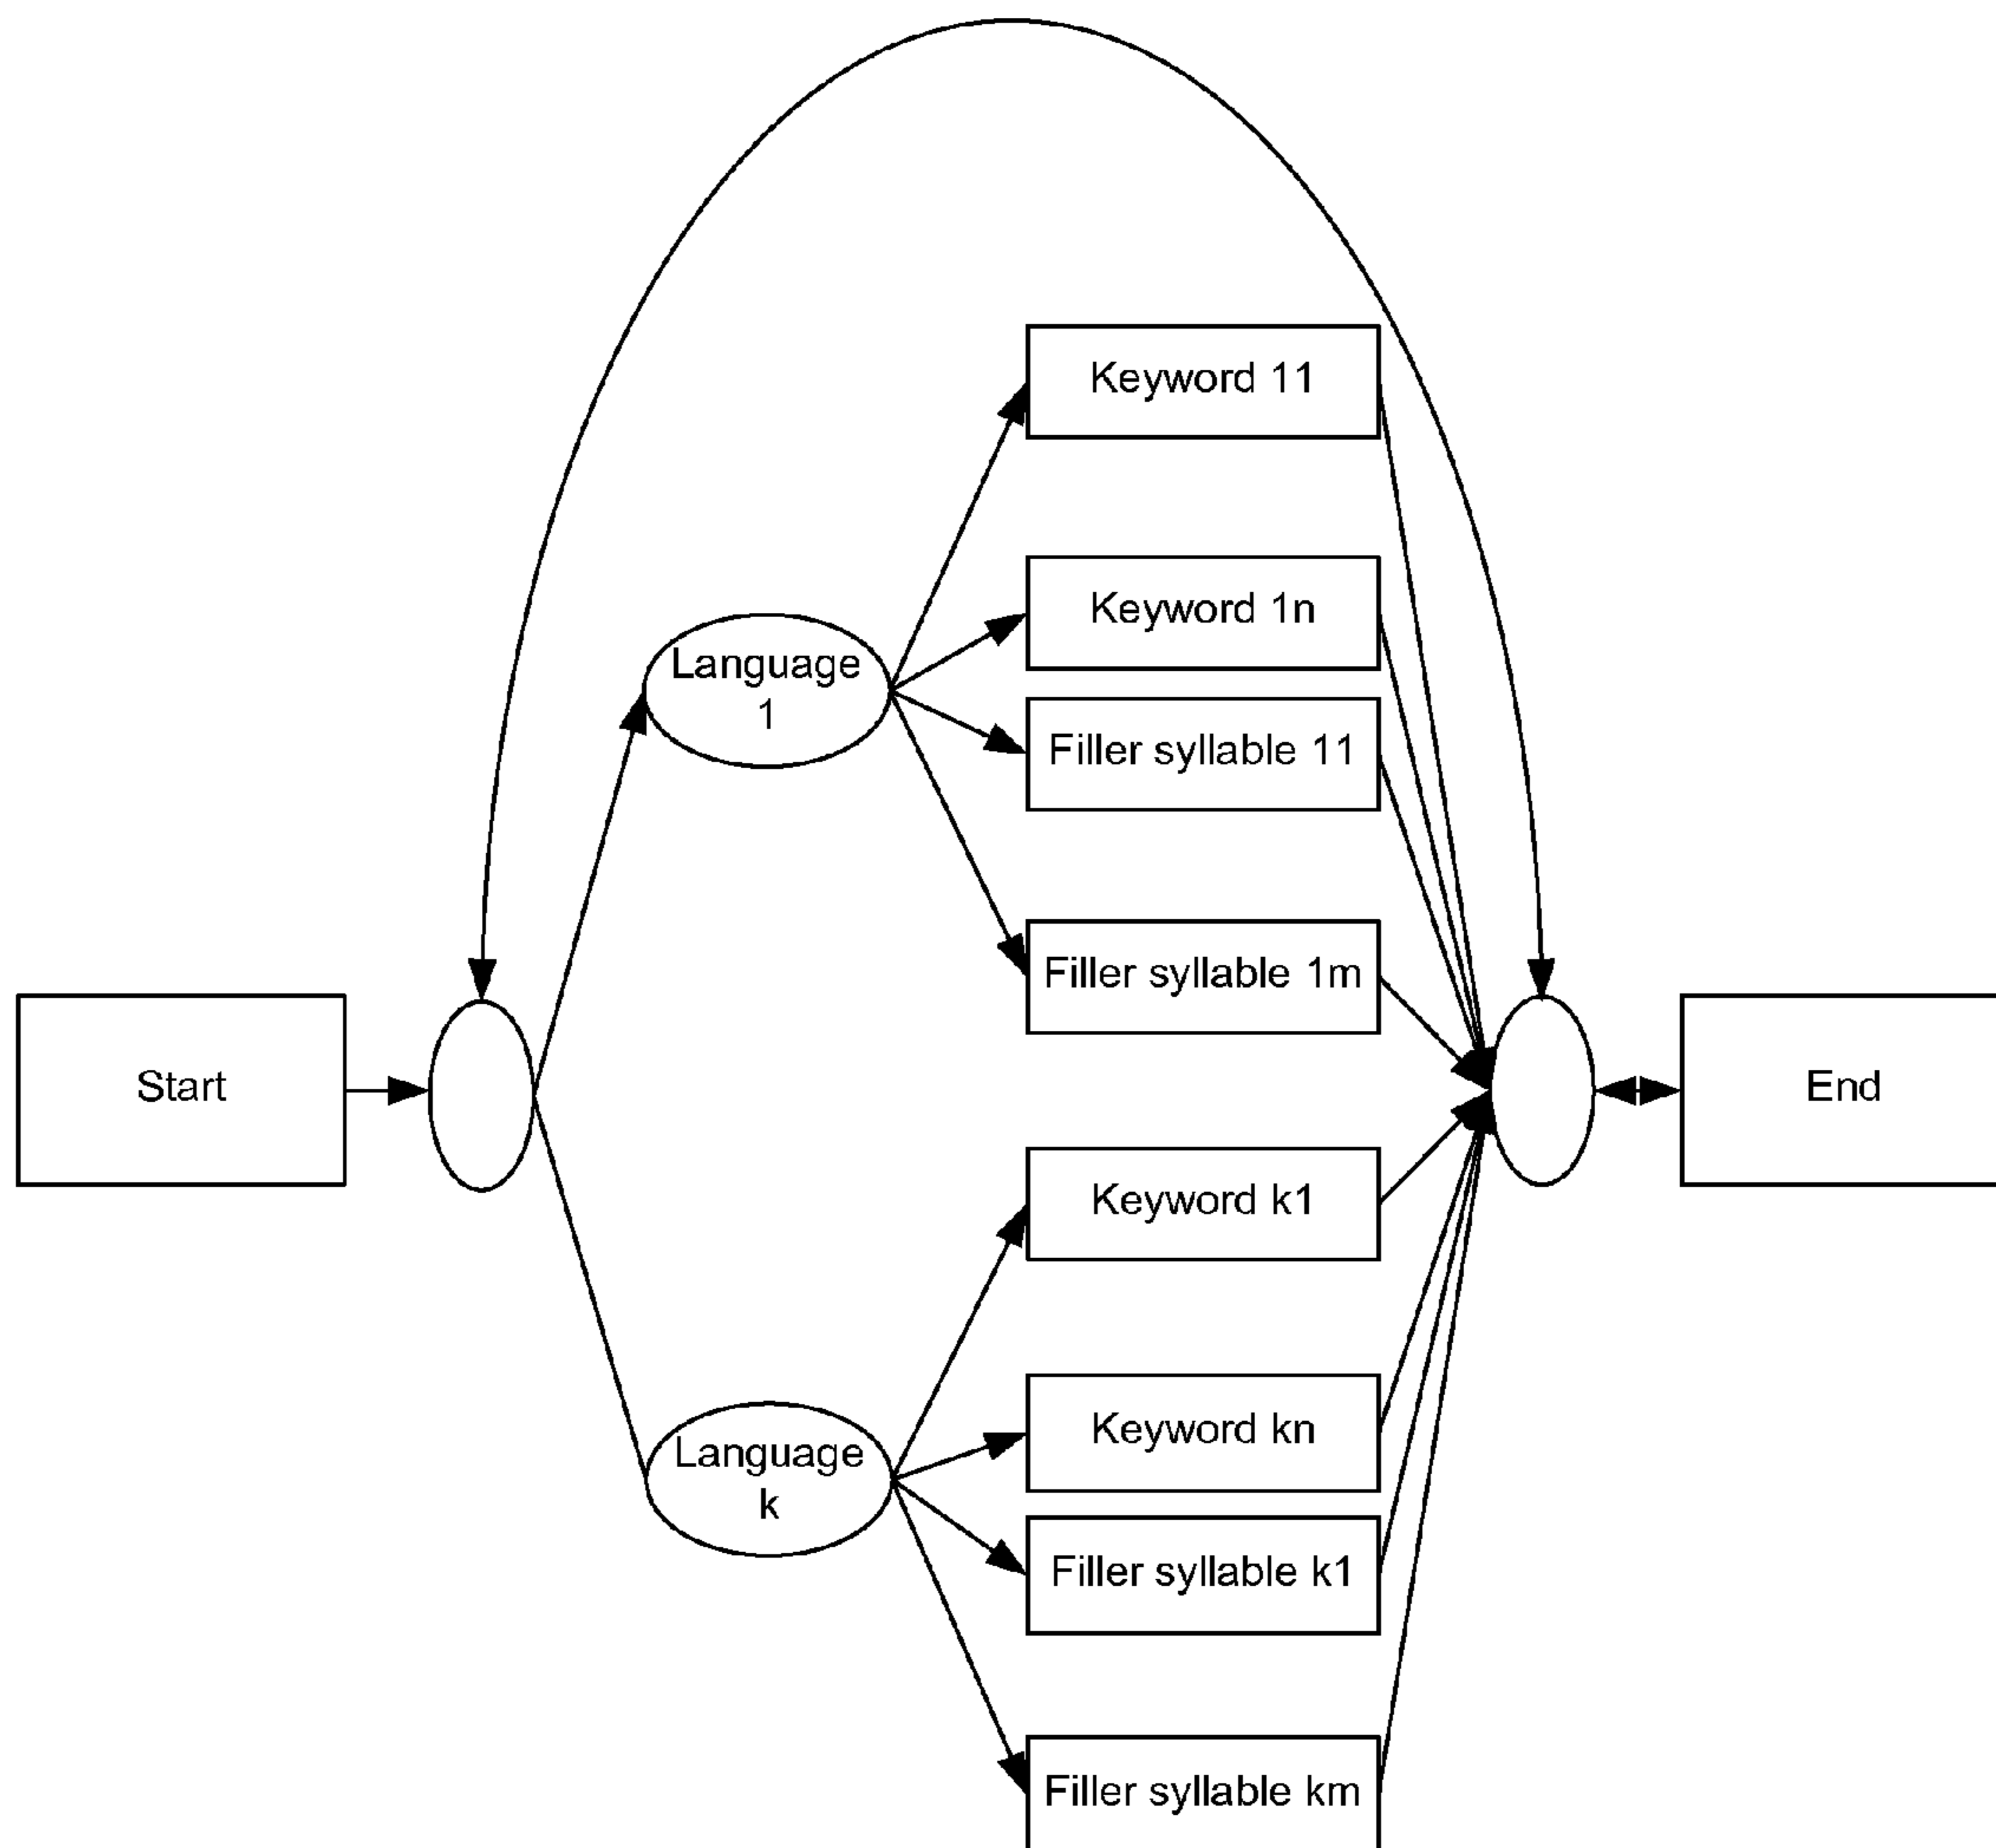 Keyword 11
Keyword 1n
Language
1
Filler syllable 11
Filler syllable 1m
Start
End
Keyword k1
Keyword kn
Language
k
Filler syllable k1
Filler syllable km